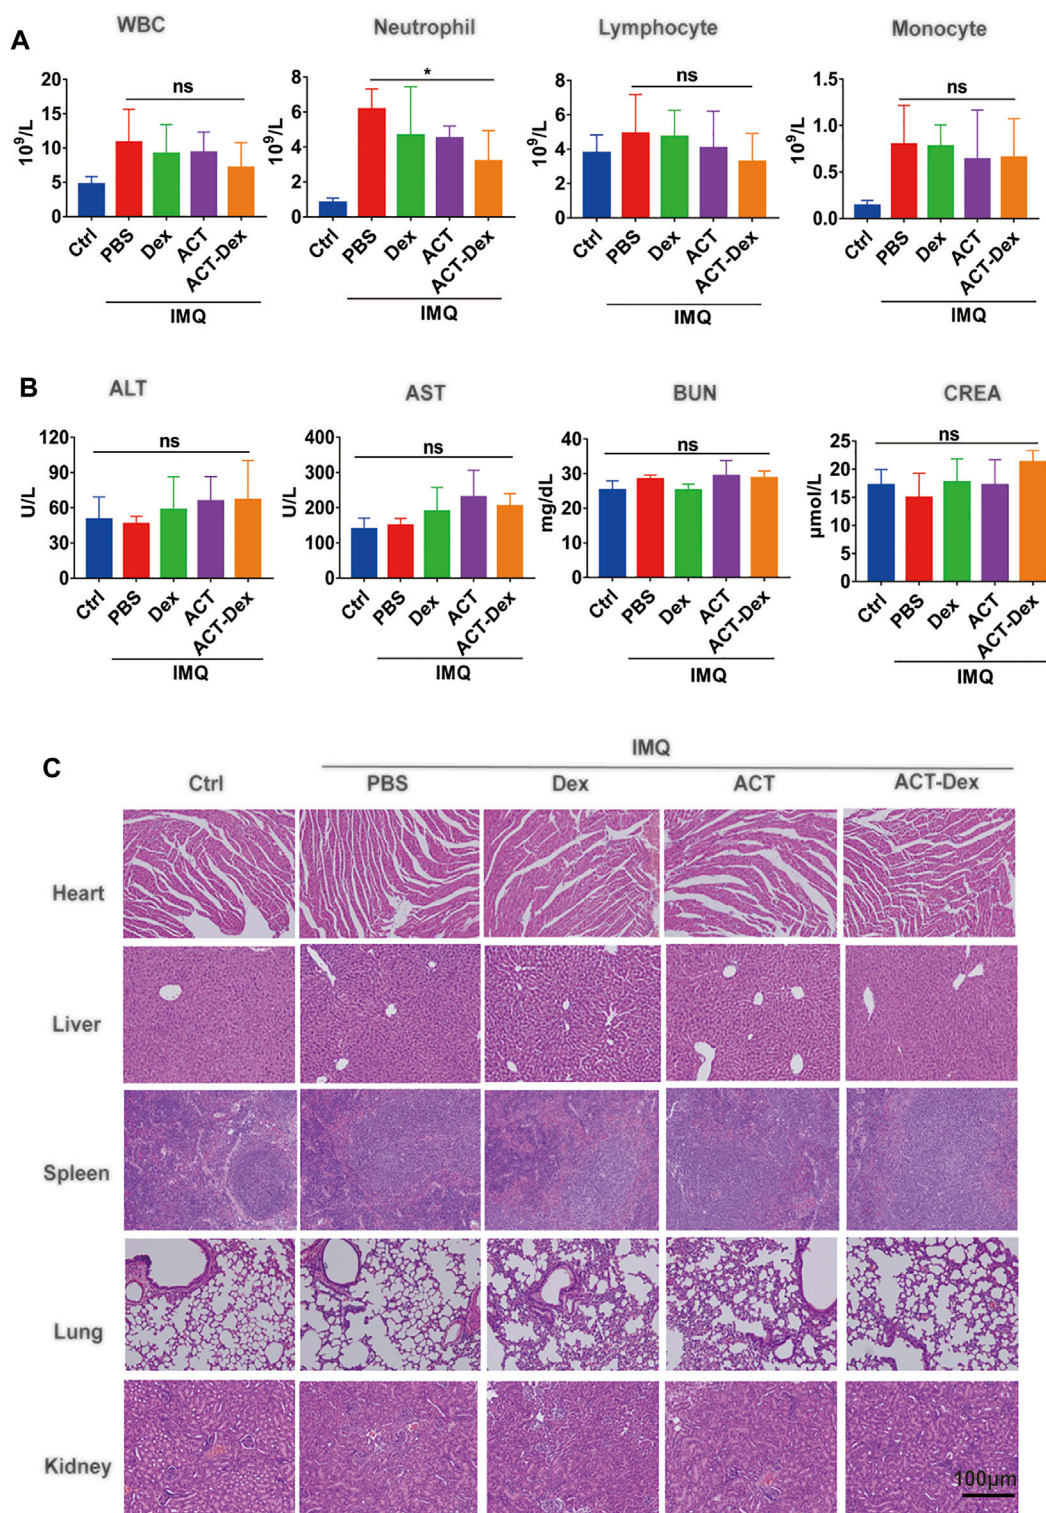 A
WBC
Neutrophil
Lymphocyte
Monocyte
20
15
10
5
0
10⁹/L
ns
Ctrl
PBS
Dex
ACT
ACT-Dex
IMQ
8
6
4
2
0
10⁹/L
*
Ctrl
PBS
Dex
ACT
ACT-Dex
IMQ
8
6
4
2
0
10⁹/L
ns
Ctrl
PBS
Dex
ACT
ACT-Dex
IMQ
1.5
1.0
0.5
0.0
10⁹/L
ns
Ctrl
PBS
Dex
ACT
ACT-Dex
IMQ
B
ALT
AST
BUN
CREA
120
90
60
30
0
U/L
ns
Ctrl
PBS
Dex
ACT
ACT-Dex
IMQ
400
300
200
100
0
U/L
ns
Ctrl
PBS
Dex
ACT
ACT-Dex
IMQ
40
30
20
10
0
mg/dL
ns
Ctrl
PBS
Dex
ACT
ACT-Dex
IMQ
25
20
15
10
5
0
µmol/L
ns
Ctrl
PBS
Dex
ACT
ACT-Dex
IMQ
C
IMQ
Ctrl
PBS
Dex
ACT
ACT-Dex
Heart
Liver
Spleen
Lung
Kidney
100µm